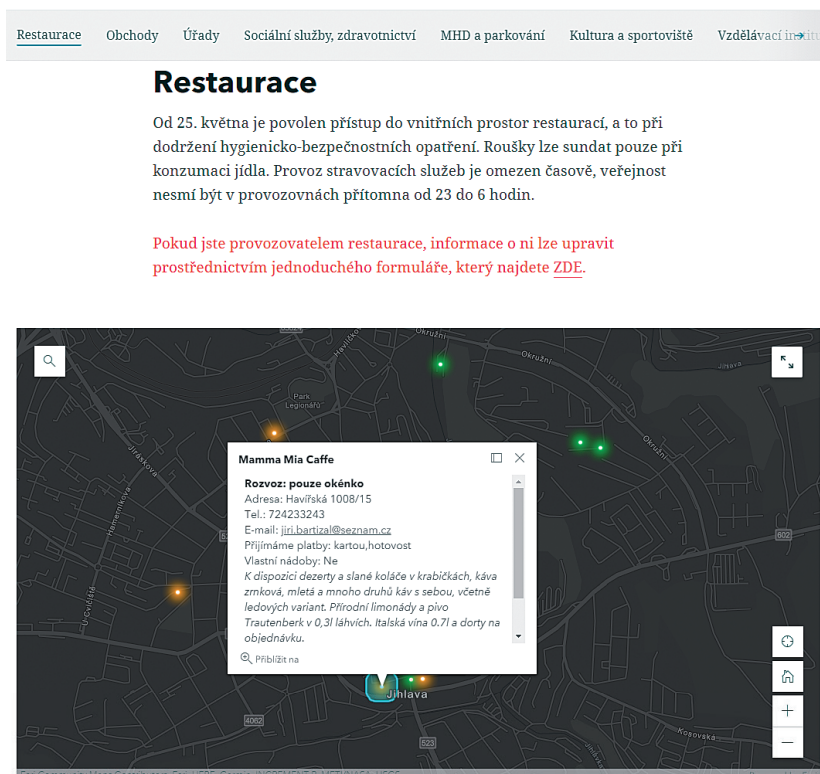 Restaurace Obchody Úřady Sociální služby, zdravotnictví MHD a parkování Kultura a sportoviště Vzdělávací
Restaurace
Od 25. května je povolen přístup do vnitřních prostor restaurací, a to při
dodržení hygienicko-bezpečnostních opatření. Roušky lze sundat pouze při
konzumaci jídla. Provoz stravovacích služeb je omezen časově, veřejnost
nesmí být v provozovnách přítomna od 23 do 6 hodin.
Pokud jste provozovatelem restaurace, informace o ni lze upravit
prostřednictvím jednoduchého formuláře, který najdete ZDE.
Okružní
Okružní
Jihlava
Park
Legionářů
Jiráskova
Okružní
Humpolecká
Mamma Mia Caffe
Rozvoz: pouze okénko
Adresa: Havířská 1008/15
Tel.: 724233243
E-mail: jiri.bartizal@seznam.cz
Přijímáme platby: kartou,hotovost
Vlastní nádoby: Ne
K dispozici dezerty a slané koláče v krabičkách, káva
zrnková, mletá a mnoho druhů káv s sebou, včetně
ledových variant. Přírodní limonády a pivo
Trautenberk v 0,3l láhvích. Italská vína 0.7l a dorty na
objednávku.
Přiblížit na
602
U Cvičiště
Jihlava
4062
523
Kosovská